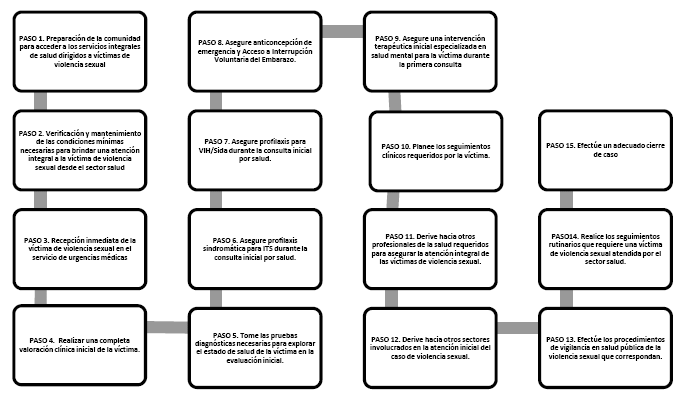 PASO 1. Preparación de la comunidad
para acceder a los servicios integrales
de salud dirigidos a víctimas de
violencia sexual
PASO 2. Verificación y mantenimiento
de las condiciones mínimas
necesarias para brindar una atención
integral a la víctima de violencia
sexual desde el sector salud
PASO 3. Recepción inmediata de la
víctima de violencia sexual en el
servicio de urgencias médicas
PASO 4. Realizar una completa
valoración clínica inicial de la víctima.
PASO 5. Tome las pruebas
diagnósticas necesarias para explorar
el estado de salud de la víctima en la
evaluación inicial.
PASO 6. Asegure profilaxis
sindromática para ITS durante la
consulta inicial por salud.
PASO 7. Asegure profilaxis para
VIH/Sida durante la consulta inicial
por salud.
PASO 8. Asegure anticoncepción de
emergencia y Acceso a Interrupción
Voluntaria del Embarazo.
PASO 9. Asegure una intervención
terapéutica inicial especializada en
salud mental para la víctima durante
la primera consulta
PASO 10. Planee los seguimientos
clínicos requeridos por la víctima.
PASO 11. Derive hacia otros
profesionales de la salud requeridos
para asegurar la atención integral de
las víctimas de violencia sexual.
PASO 12. Derive hacia otros sectores
involucrados en la atención inicial del
caso de violencia sexual.
PASO 13. Efectúe los procedimientos
de vigilancia en salud pública de la
violencia sexual que correspondan.
PASO14. Realice los seguimientos
rutinarios que requiere una víctima
de violencia sexual atendida por el
sector salud.
PASO 15. Efectúe un adecuado cierre
de caso